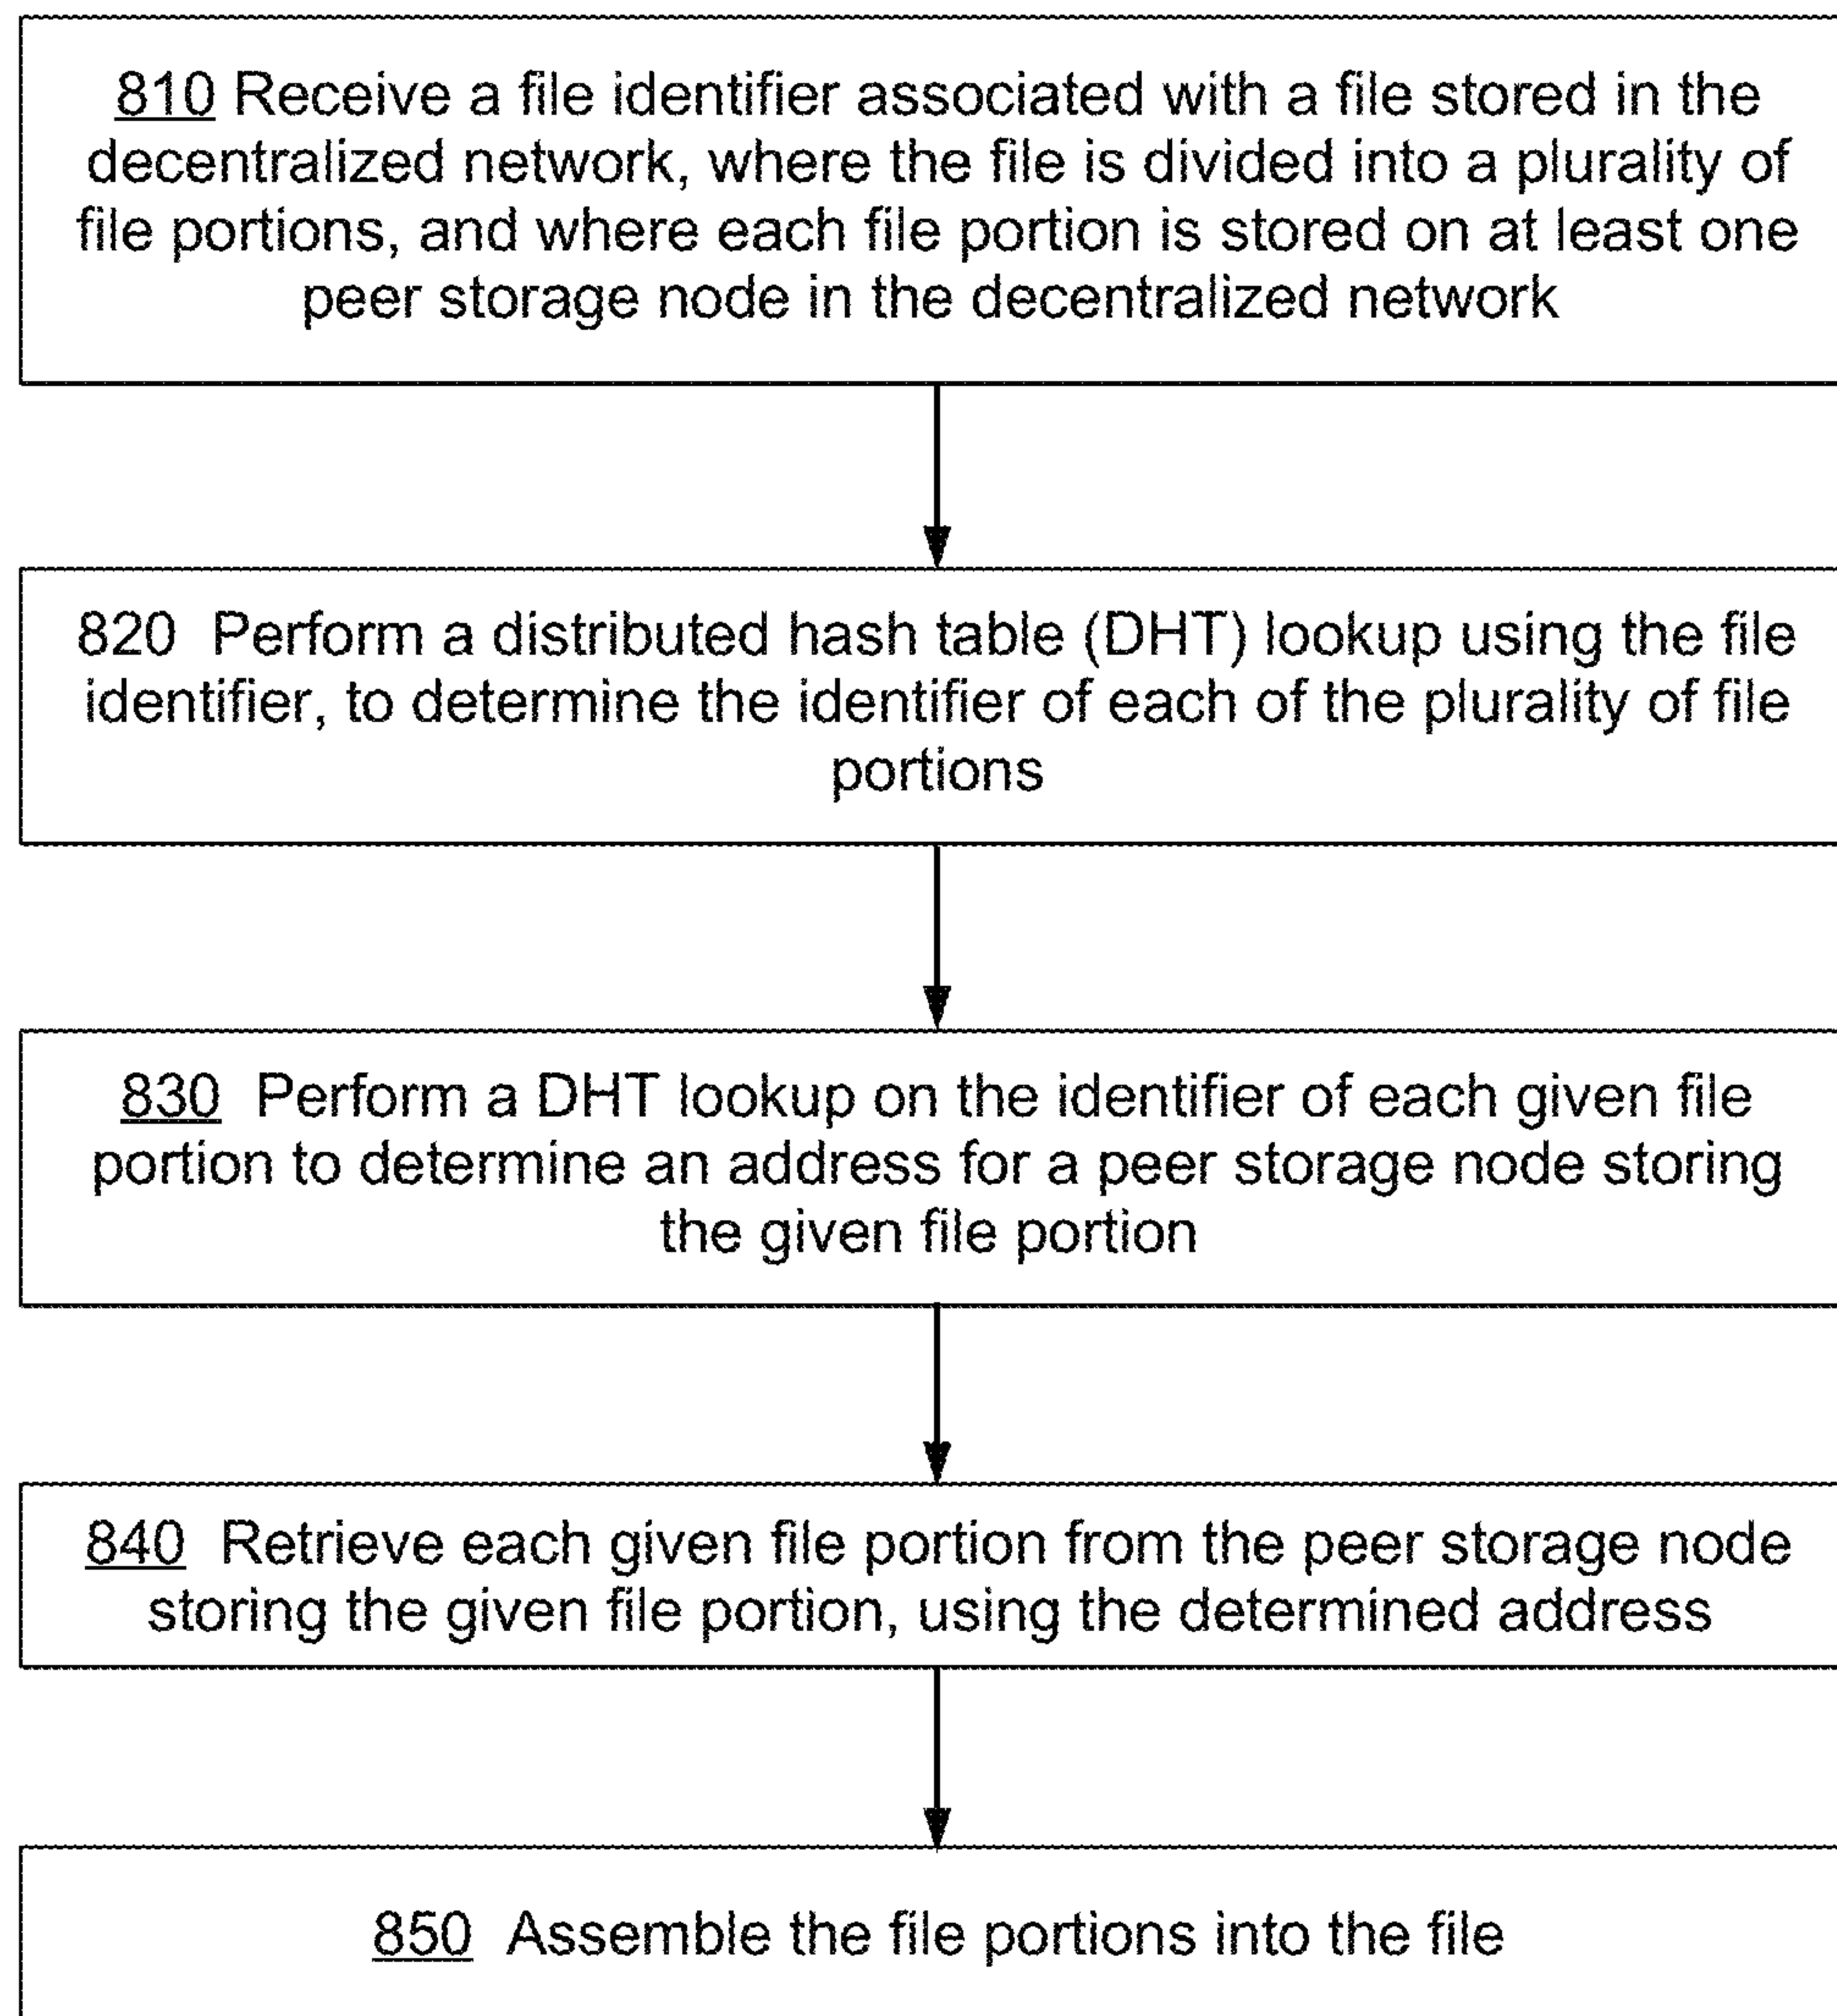 810 Receive a file identifier associated with a file stored in the
decentralized network, where the file is divided into a plurality of
file portions, and where each file portion is stored on at least one
peer storage node in the decentralized network
820 Perform a distributed hash table (DHT) lookup using the file
identifier, to determine the identifier of each of the plurality of file
portions
830 Perform a DHT lookup on the identifier of each given file
portion to determine an address for a peer storage node storing
the given file portion
840 Retrieve each given file portion from the peer storage node
storing the given file portion, using the determined address
850 Assemble the file portions into the file